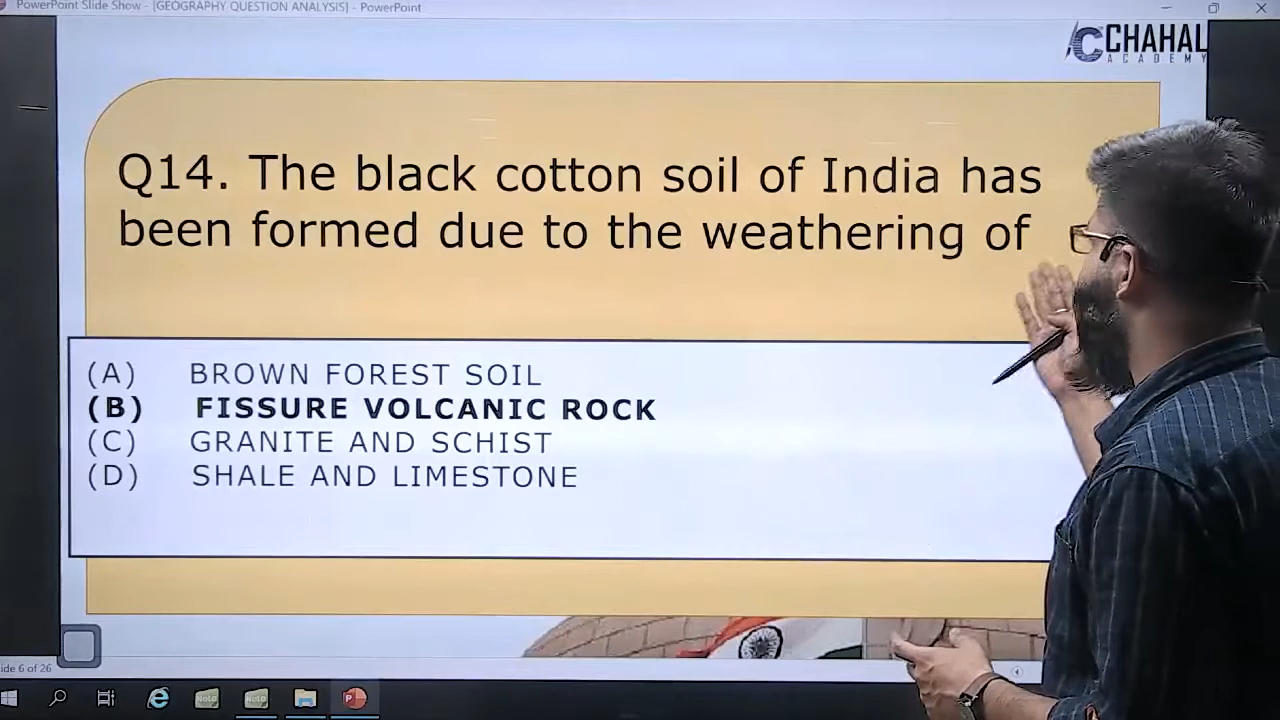 PowerPoint Slide Show - [GEOGRAPHY QUESTION ANALYSIS] - PowerPoint
CHAHAL
ACADEMY
Q14. The black cotton soil of India has
been formed due to the weathering of
(A) BROWN FOREST SOIL
(B) FISSURE VOLCANIC ROCK
(C) GRANITE AND SCHIST
(D) SHALE AND LIMESTONE
ide 6 of 26